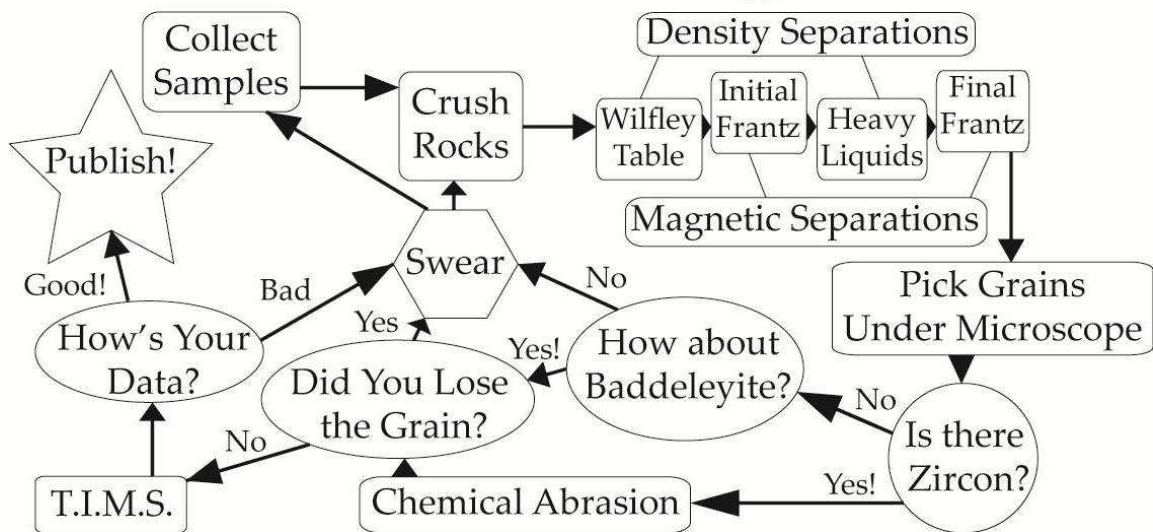 Collect
Samples
Crush
Rocks
Density Separations
Wilfley
Table
Initial
Frantz
Heavy
Liquids
Final
Frantz
Magnetic Separations
Publish!
Swear
Good!
Bad
How's Your
Data?
Yes
Did You Lose
the Grain?
Yes!
No
How about
Baddeleyite?
Pick Grains
Under Microscope
No
Is there
Zircon?
No
Yes!
T.I.M.S.
Chemical Abrasion